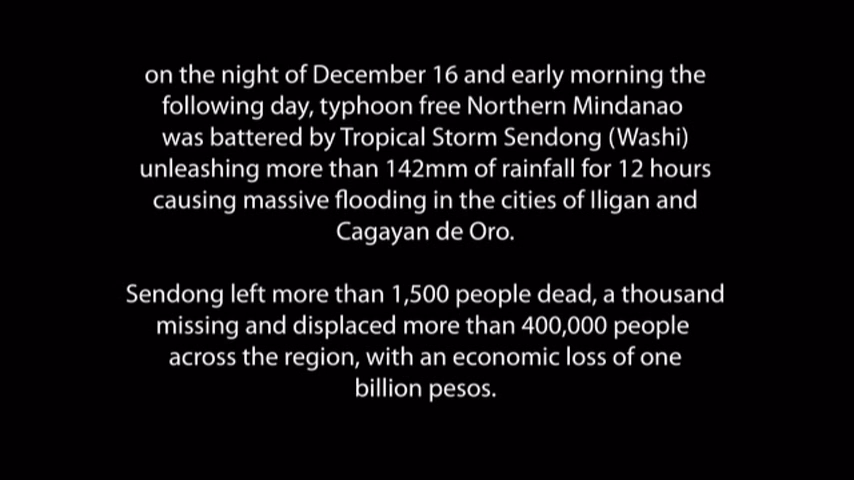 on the night of December 16 and early morning the
following day, typhoon free Northern Mindanao
was battered by Tropical Storm Sendong (Washi)
unleashing more than 142mm of rainfall for 12 hours
causing massive flooding in the cities of Iligan and
Cagayan de Oro.
Sendong left more than 1,500 people dead, a thousand
missing and displaced more than 400,000 people
across the region, with an economic loss of one
billion pesos.